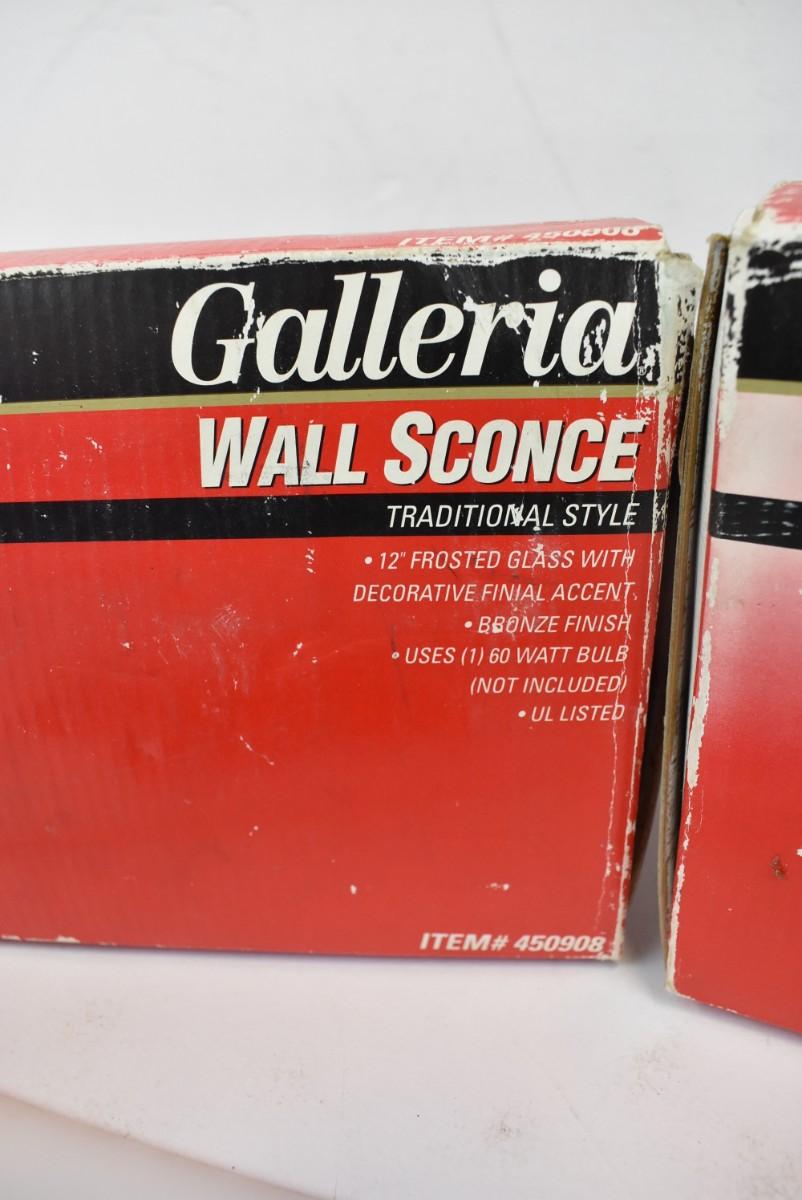 ITEM#
Galleria®
WALL SCONCE
TRADITIONAL STYLE
• 12" FROSTED GLASS WITH
DECORATIVE FINIAL ACCENT
• BRONZE FINISH
• USES (1) 60 WATT BULB
(NOT INCLUDED)
• UL LISTED
ITEM# 450908